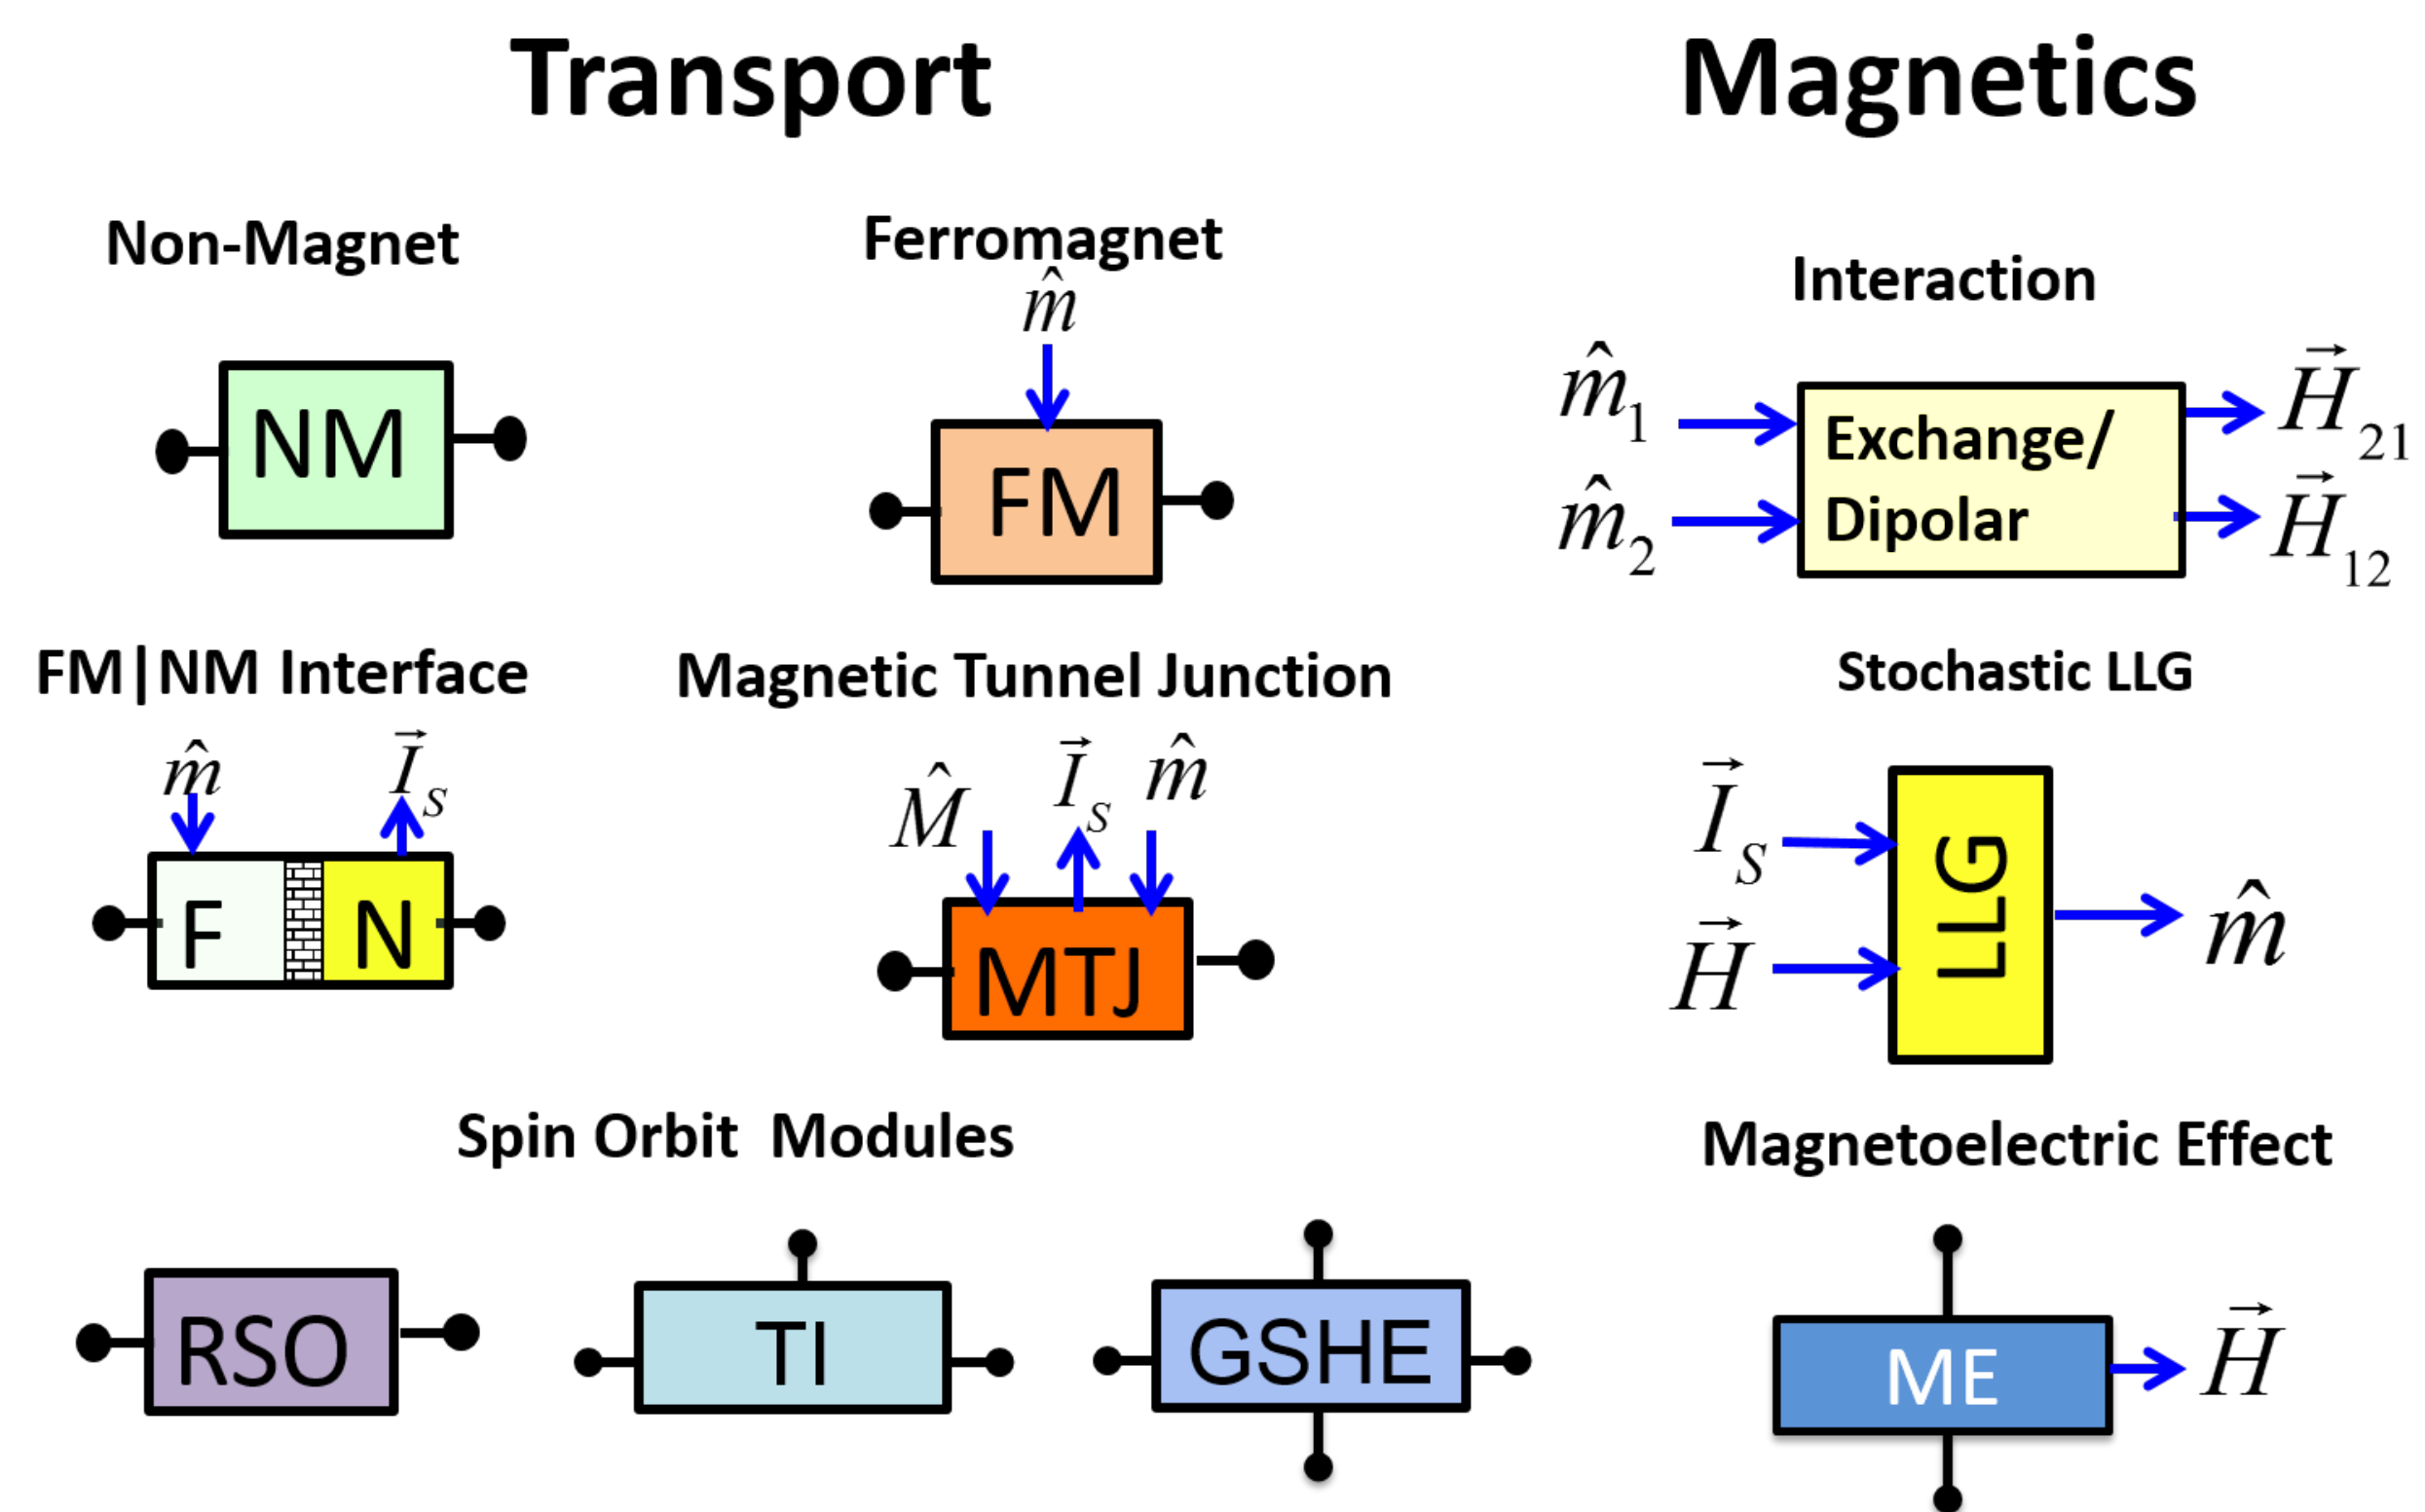 Transport
Magnetics
Non-Magnet
NM
Ferromagnet
m̂
FM
Interaction
m̂₁
m̂₂
Exchange/
Dipolar
H⃗₂₁
H⃗₁₂
FM|NM Interface
m̂
I⃗ₛ
F N
Magnetic Tunnel Junction
M̂
I⃗ₛ
m̂
MTJ
Stochastic LLG
I⃗ₛ
H⃗
LLG
m̂
Spin Orbit Modules
RSO
TI
GSHE
Magnetoelectric Effect
ME
H⃗